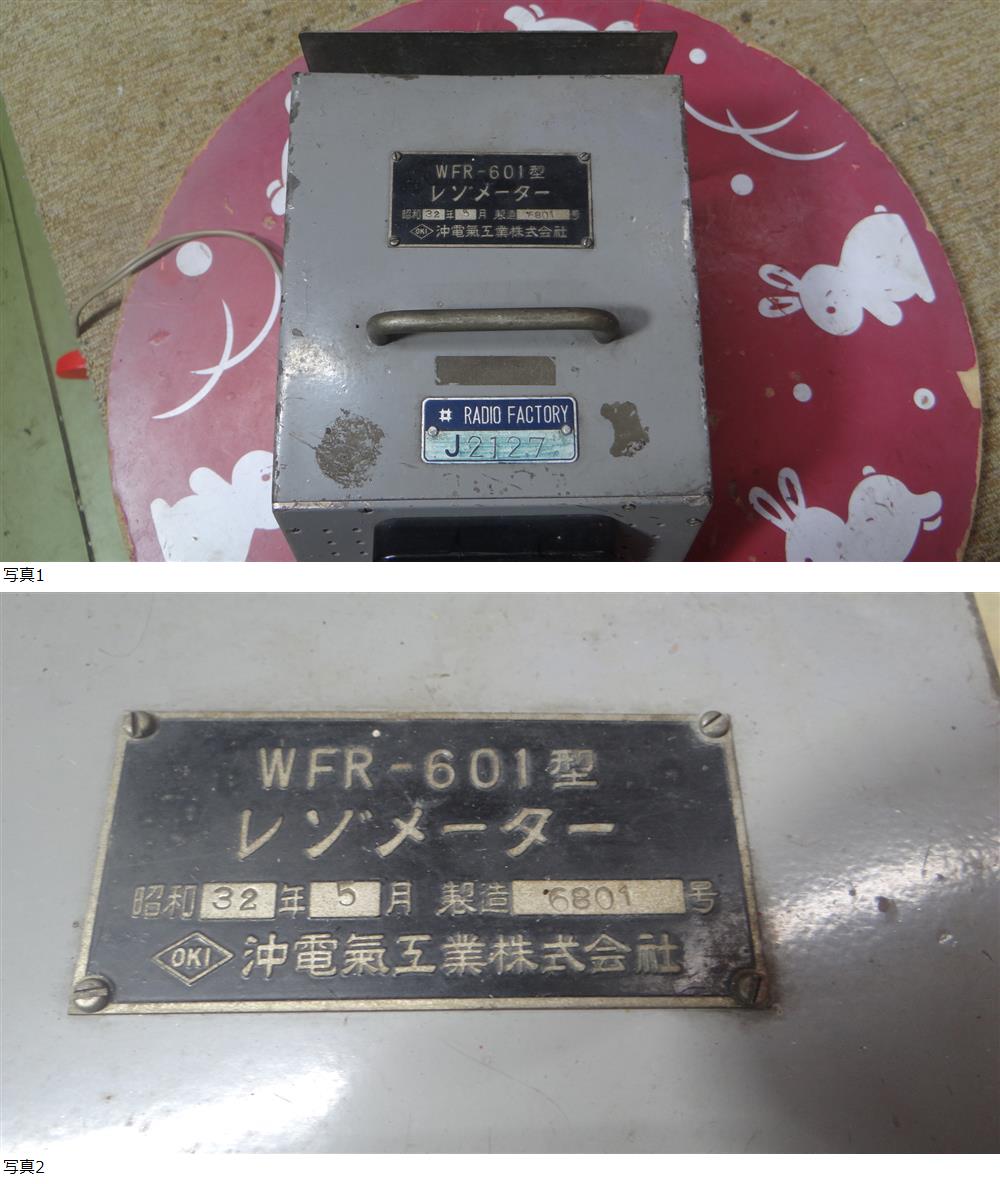 WFR-601型
レゾメーター
昭和32年5月 製造 6801号
OKI 沖電氣工業株式会社
# RADIO FACTORY
J2127
写真1
WFR-601型
レゾメーター
昭和32年5月 製造 6801号
OKI 沖電氣工業株式会社
写真2